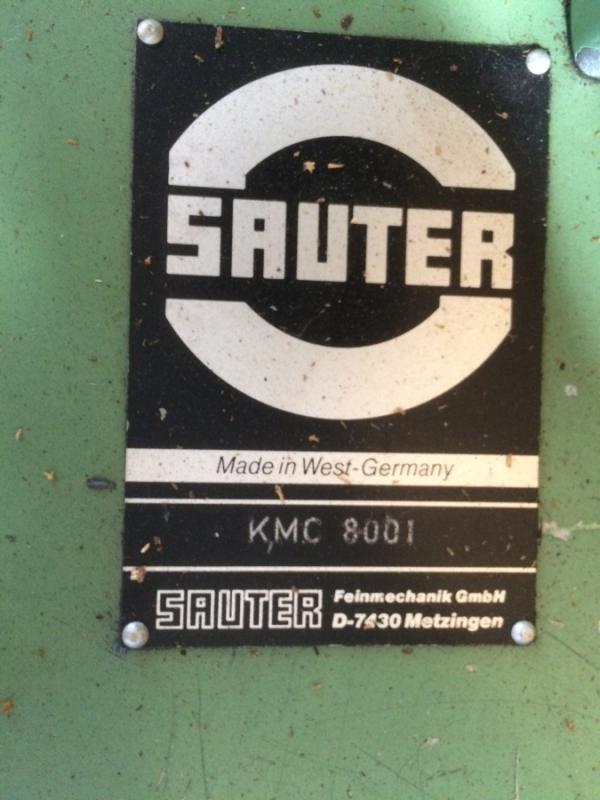 SAUTER
Made in West-Germany
KMC 8001
SAUTER Feinmechanik GmbH
D-7430 Metzingen